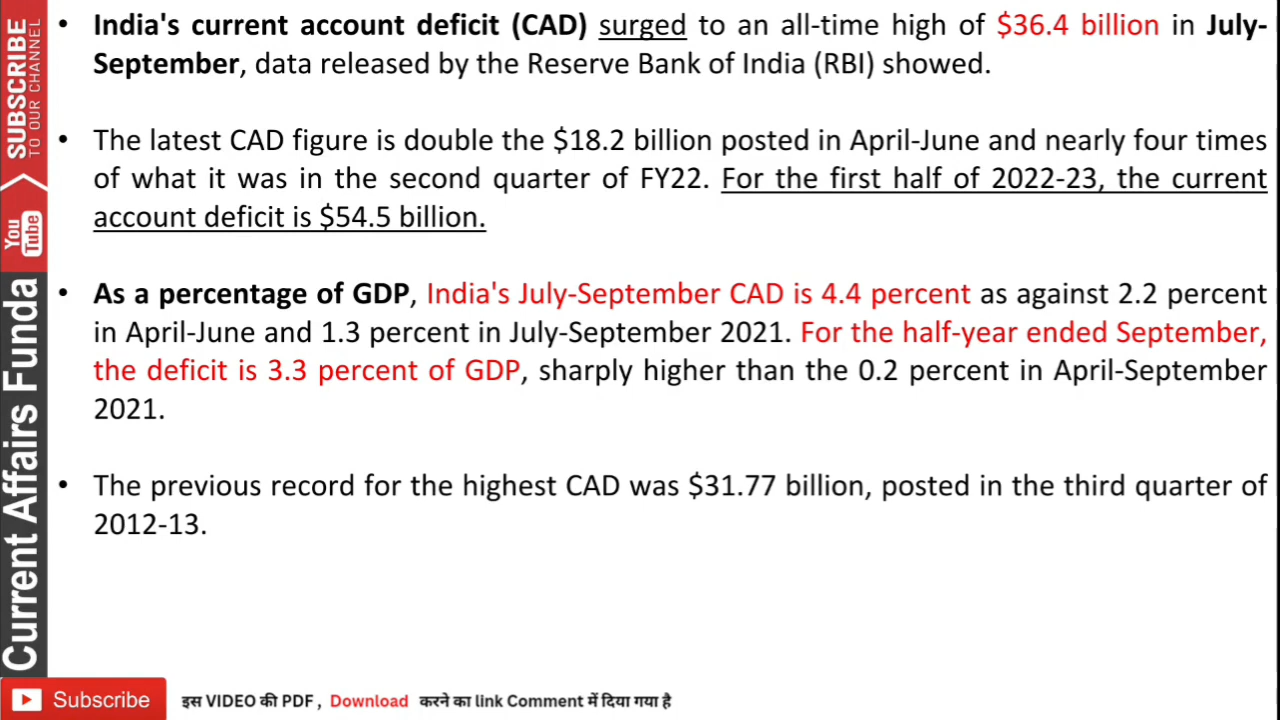 • India's current account deficit (CAD) surged to an all-time high of $36.4 billion in July-
September, data released by the Reserve Bank of India (RBI) showed.
• The latest CAD figure is double the $18.2 billion posted in April-June and nearly four times
of what it was in the second quarter of FY22. For the first half of 2022-23, the current
account deficit is $54.5 billion.
• As a percentage of GDP, India's July-September CAD is 4.4 percent as against 2.2 percent
in April-June and 1.3 percent in July-September 2021. For the half-year ended September,
the deficit is 3.3 percent of GDP, sharply higher than the 0.2 percent in April-September
2021.
• The previous record for the highest CAD was $31.77 billion, posted in the third quarter of
2012-13.
SUBSCRIBE
TO OUR CHANNEL
You
Tube
Current Affairs Funda
Subscribe
इस VIDEO की PDF , Download करने का link Comment में दिया गया है